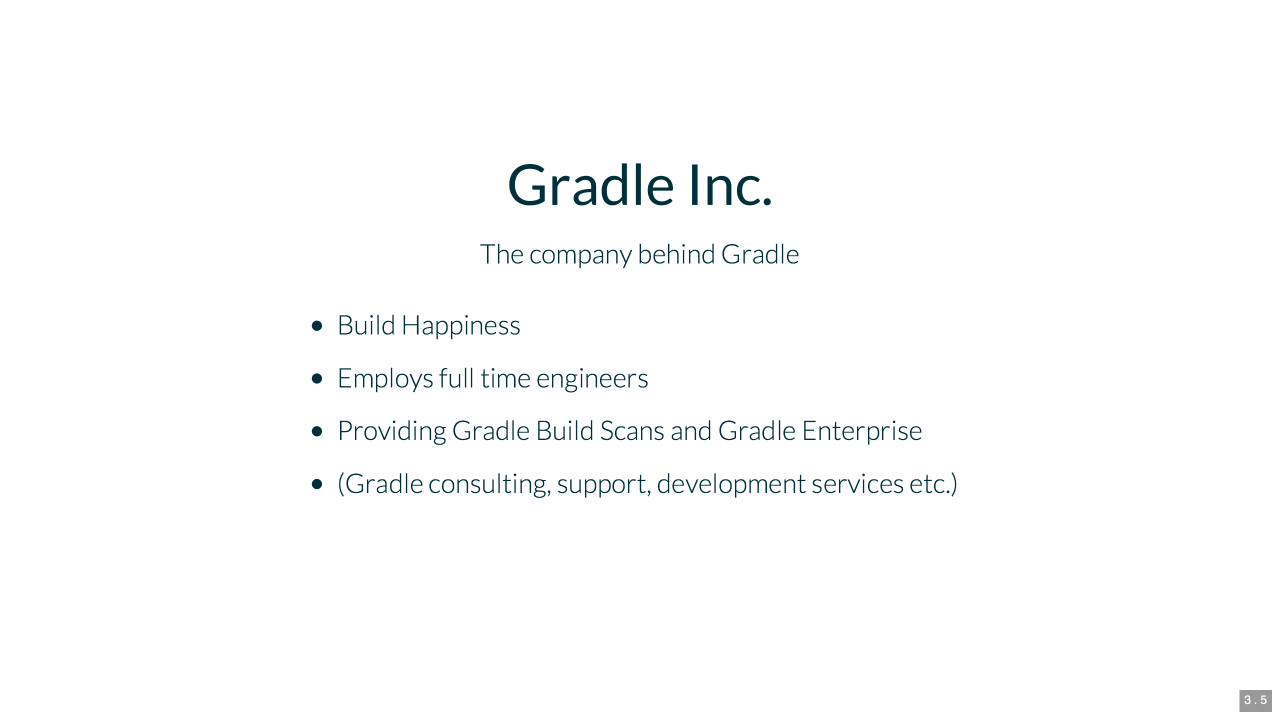 Gradle Inc.
The company behind Gradle
• Build Happiness
• Employs full time engineers
• Providing Gradle Build Scans and Gradle Enterprise
• (Gradle consulting, support, development services etc.)
3.5